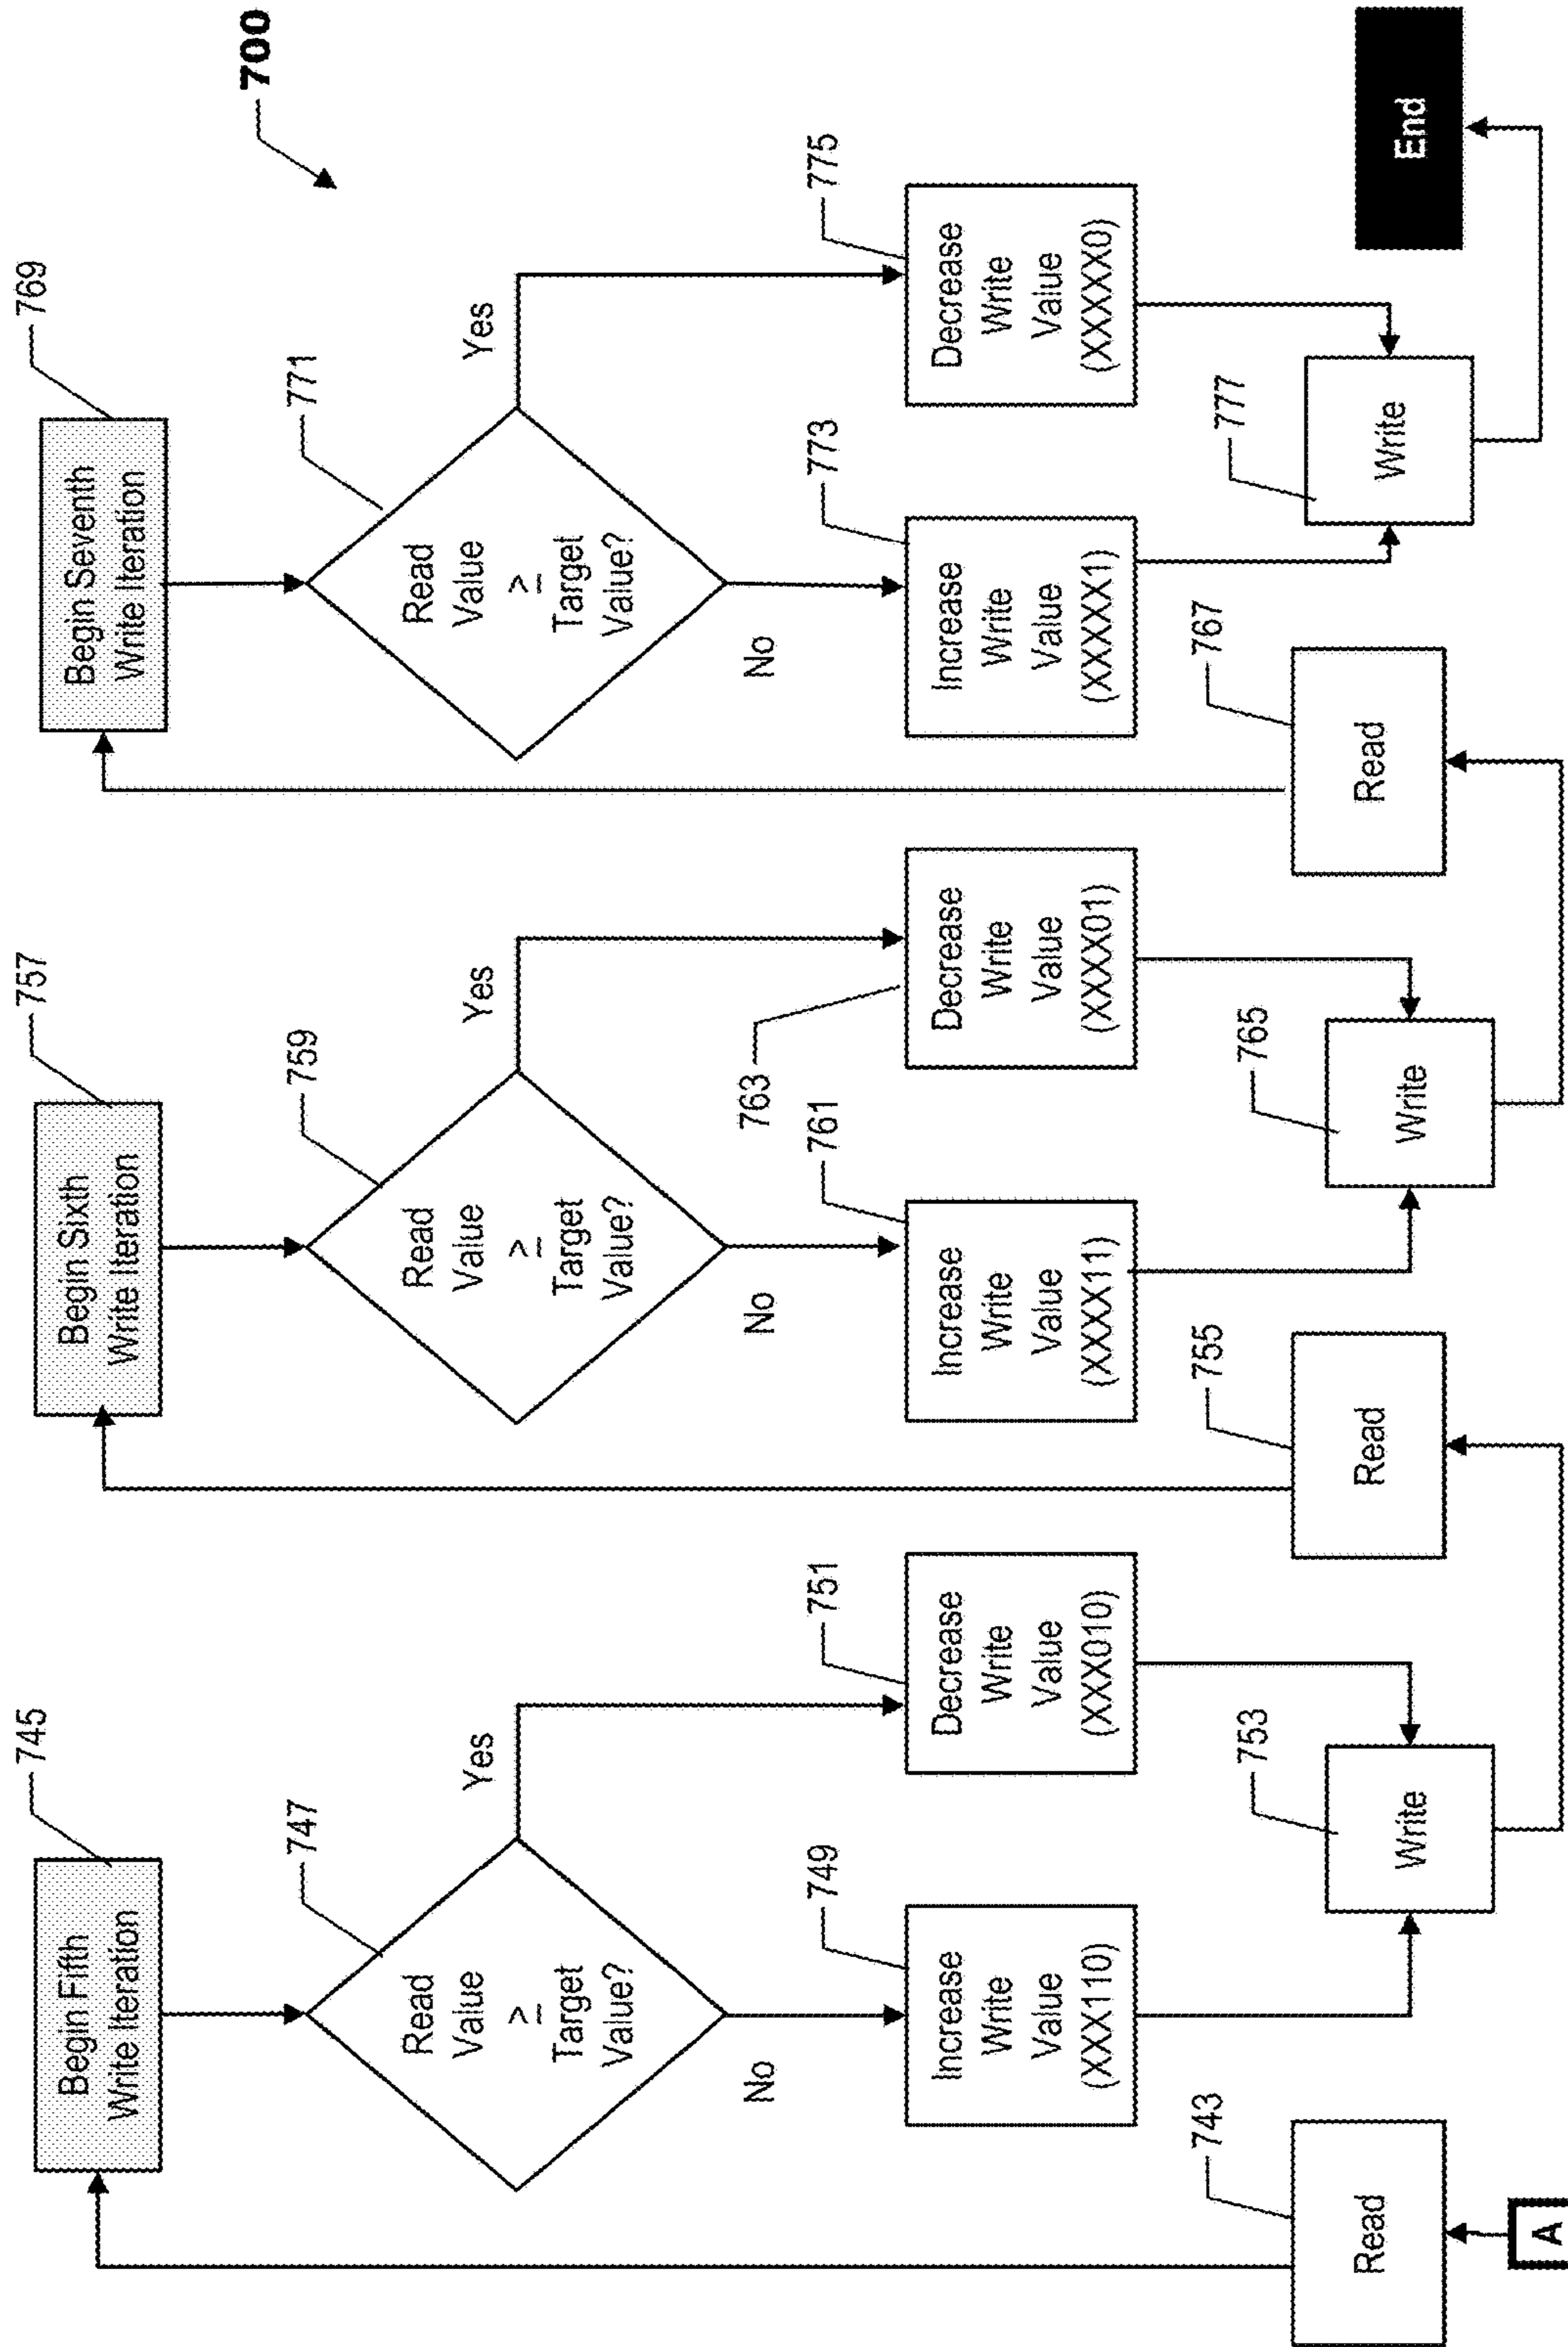 700
745
Begin Fifth
Write Iteration
747
Read
Value
≥
Target
Value?
Yes
No
749
Increase
Write
Value
(XXX110)
751
Decrease
Write
Value
(XXX010)
743
Read
753
Write
A
757
Begin Sixth
Write Iteration
759
Read
Value
≥
Target
Value?
Yes
No
761
Increase
Write
Value
(XXXX11)
763
Decrease
Write
Value
(XXXX01)
755
Read
765
Write
769
Begin Seventh
Write Iteration
771
Read
Value
≥
Target
Value?
Yes
No
773
Increase
Write
Value
(XXXXX1)
775
Decrease
Write
Value
(XXXXX0)
767
Read
777
Write
End